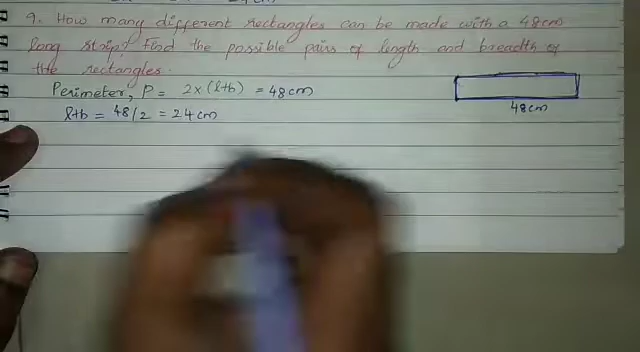 9. How many different rectangles can be made with a 48cm
long strip? Find the possible pairs of length and breadth of
the rectangles.
Perimeter, P = 2x (l+b) = 48cm
l+b = 48/2 = 24cm
48cm